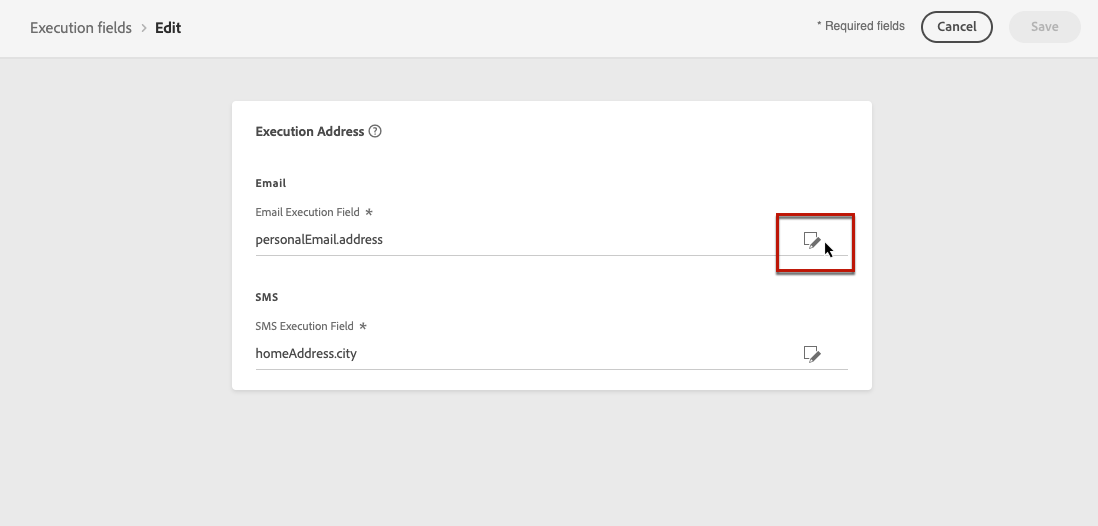 Execution fields > Edit
* Required fields
Cancel
Save
Execution Address ?
Email
Email Execution Field *
personalEmail.address
SMS
SMS Execution Field *
homeAddress.city